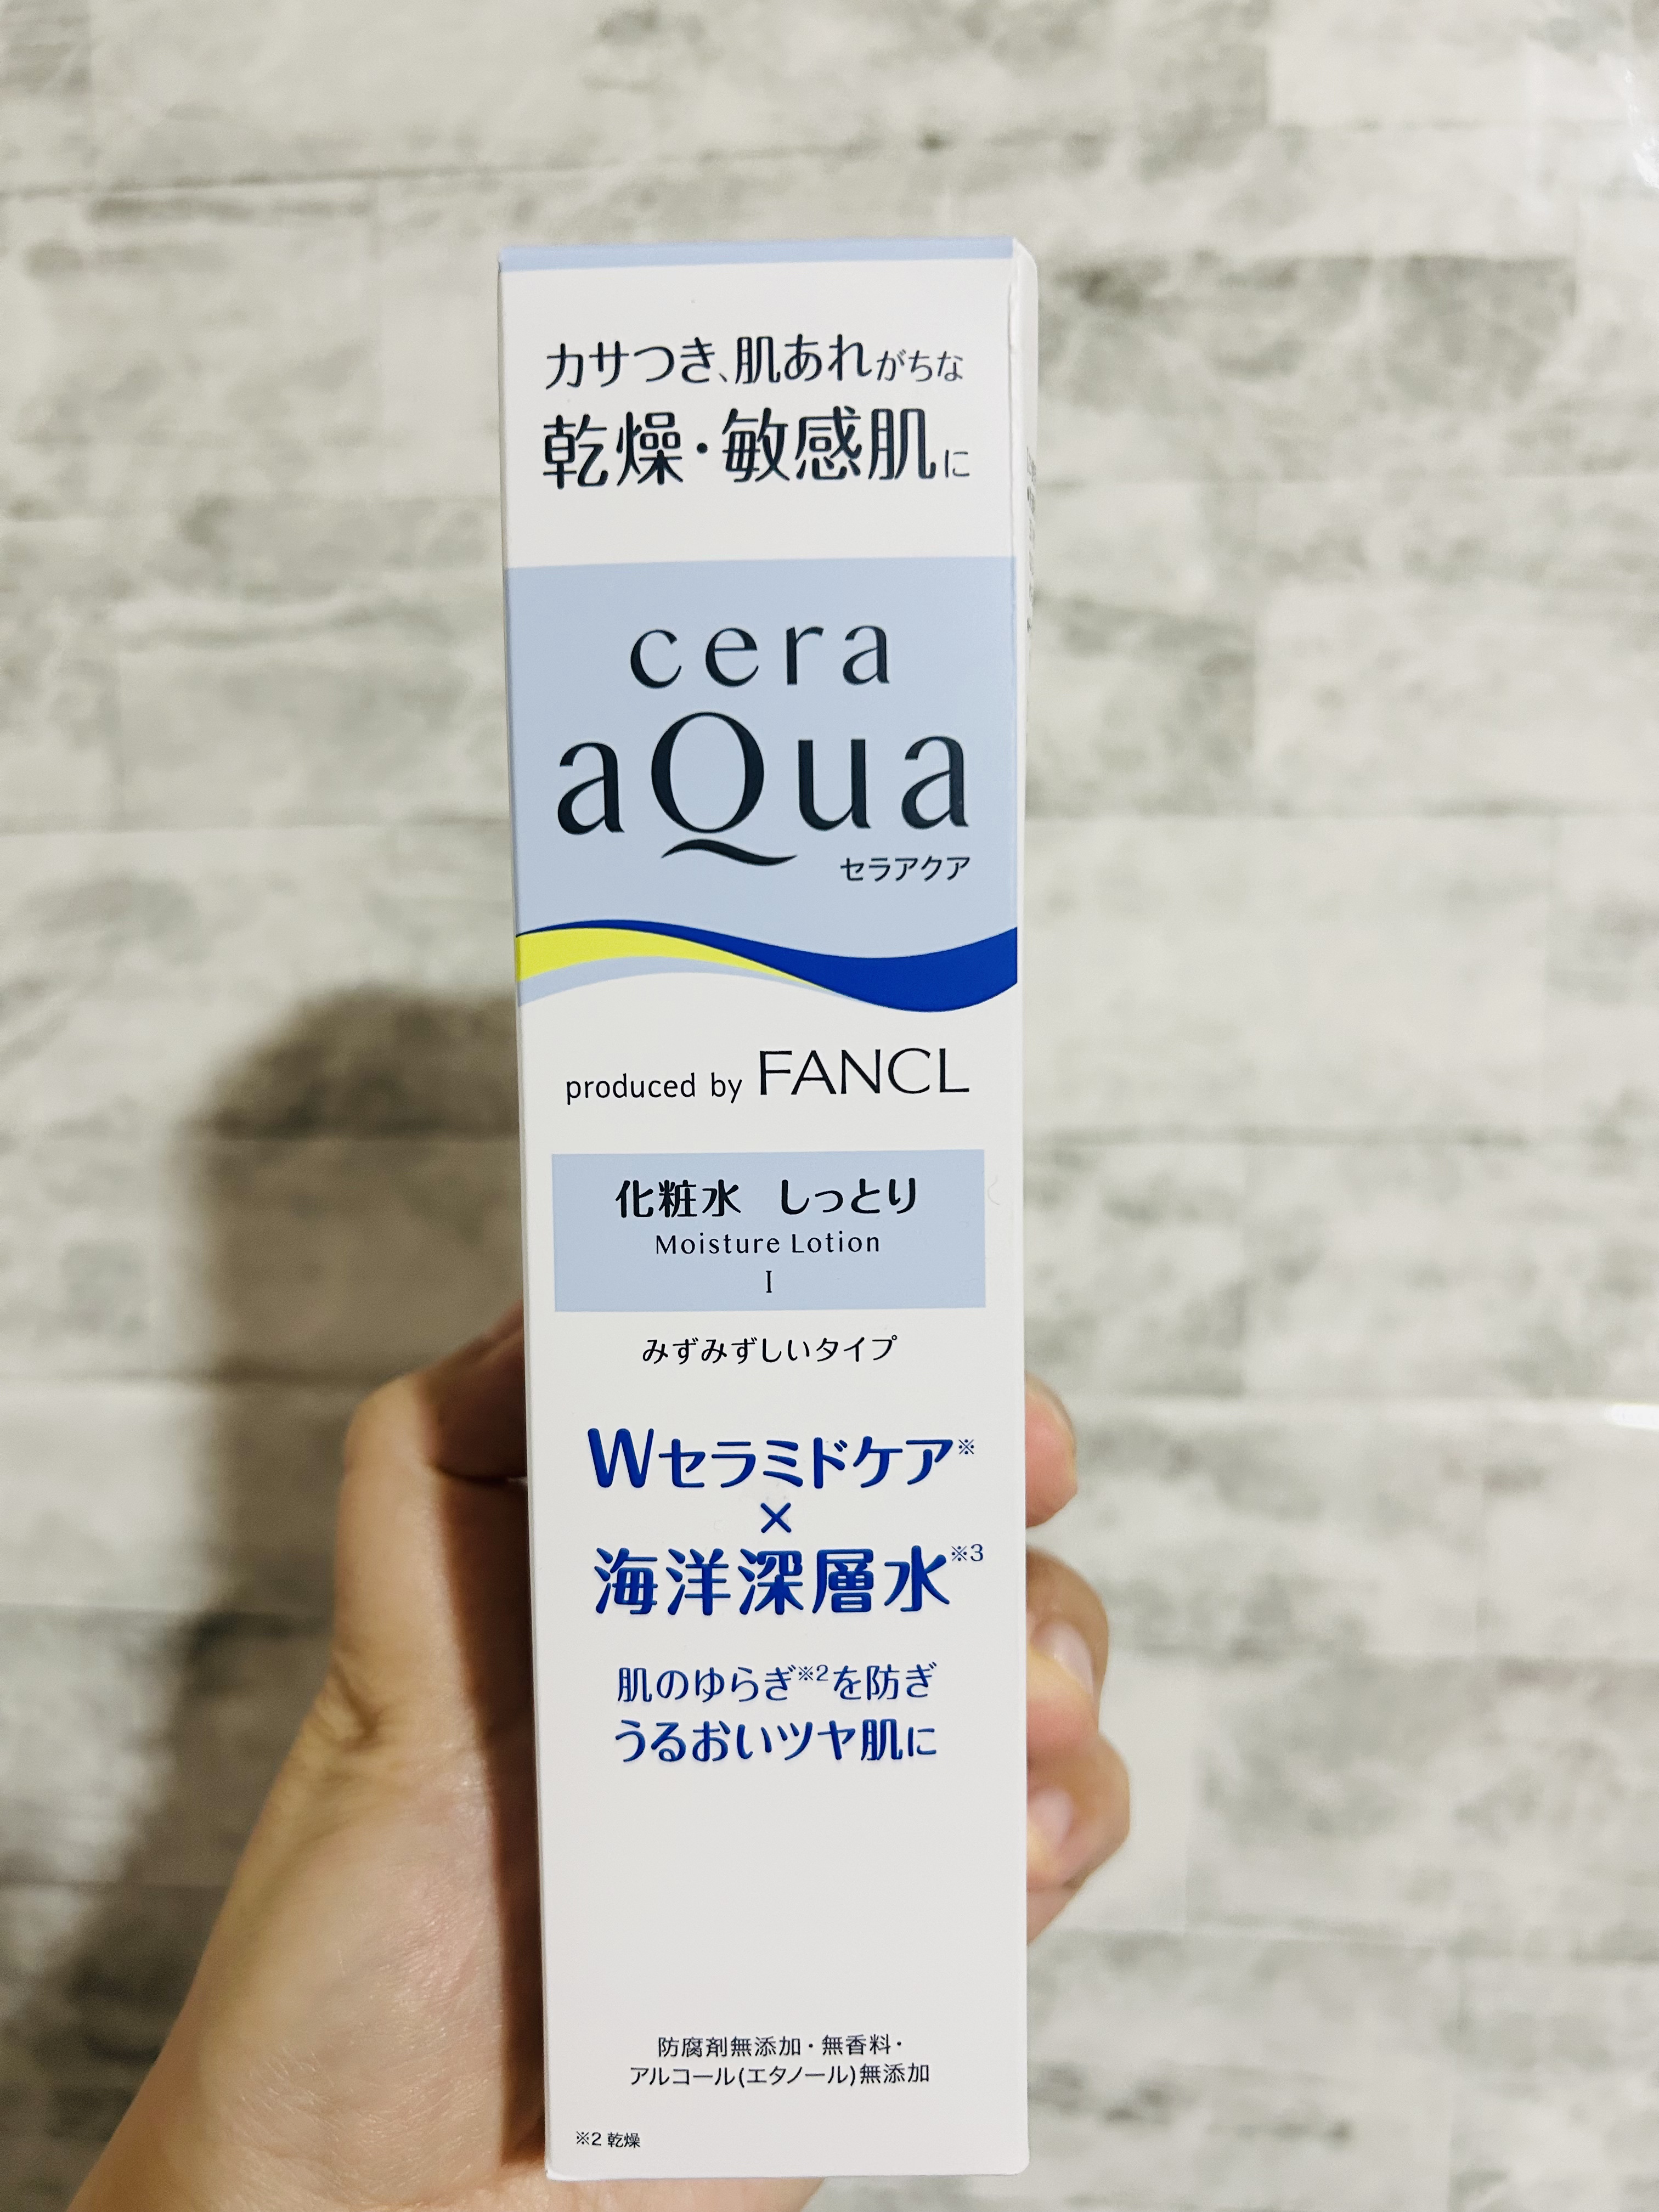 カサつき、肌あれがちな
乾燥・敏感肌に
cera
aQua
セラアクア
produced by FANCL
化粧水 しっとり
Moisture Lotion
I
みずみずしいタイプ
Wセラミドケア※
×
海洋深層水※3
肌のゆらぎ※2を防ぎ
うるおいツヤ肌に
防腐剤無添加・無香料・
アルコール(エタノール)無添加
※2 乾燥